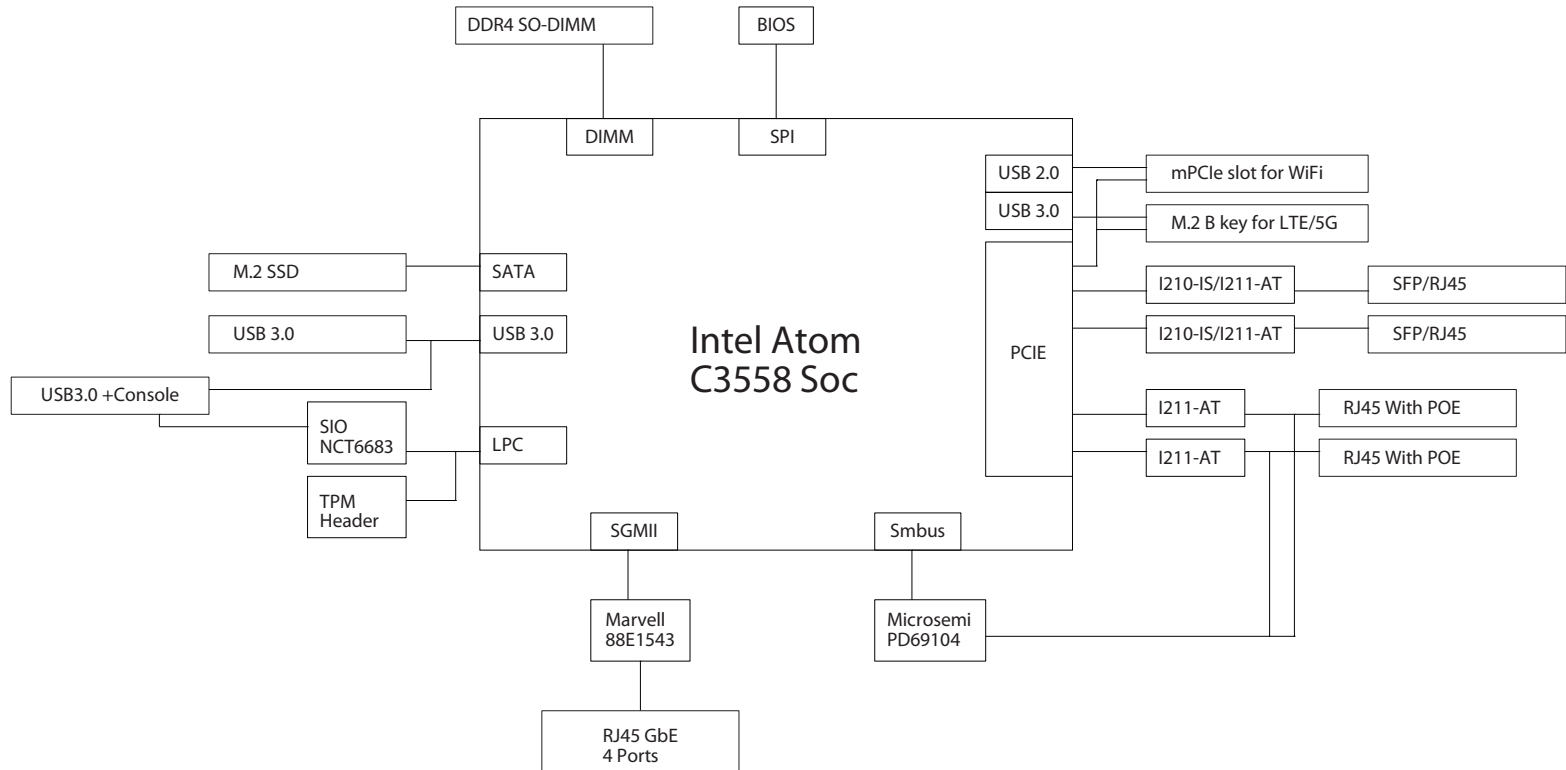 DDR4 SO-DIMM
BIOS
DIMM
SPI
USB 2.0
mPCIe slot for WiFi
USB 3.0
M.2 B key for LTE/5G
M.2 SSD
SATA
I210-IS/I211-AT
SFP/RJ45
USB 3.0
USB 3.0
I210-IS/I211-AT
SFP/RJ45
Intel Atom
C3558 Soc
PCIE
USB3.0 +Console
SIO
NCT6683
LPC
I211-AT
RJ45 With POE
I211-AT
RJ45 With POE
TPM
Header
SGMII
Smbus
Marvell
88E1543
Microsemi
PD69104
RJ45 GbE
4 Ports